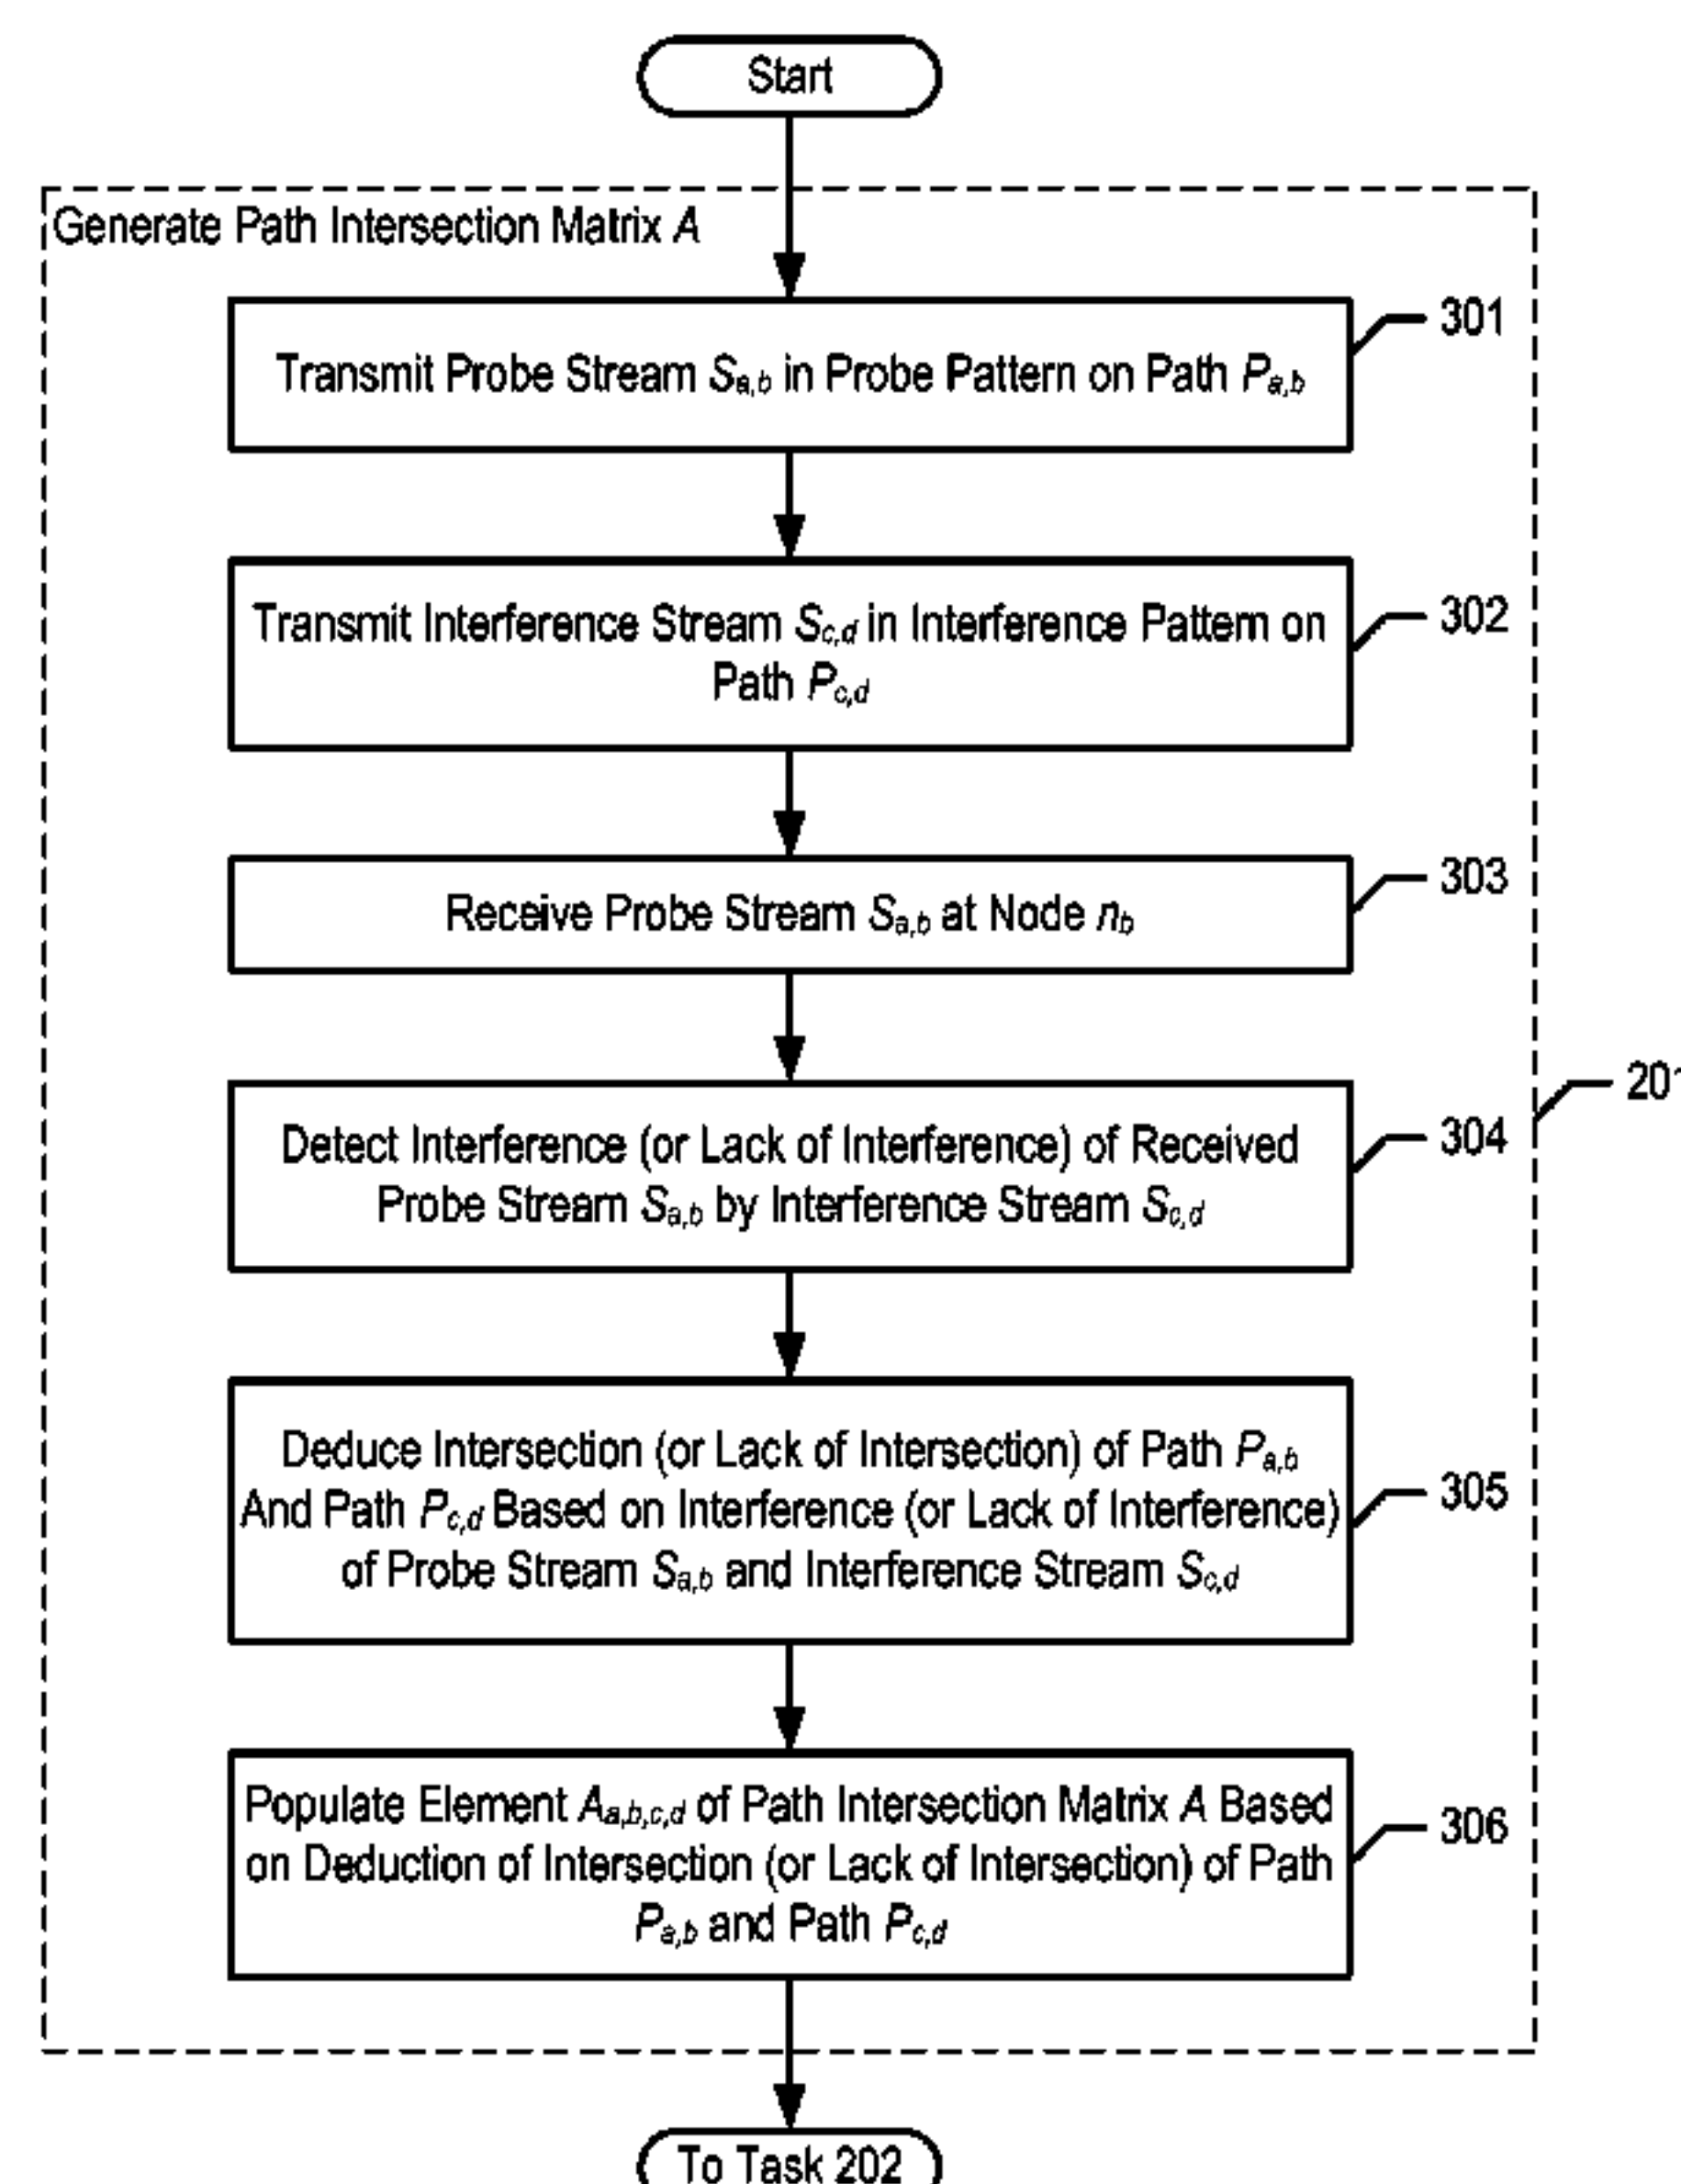 Start
Generate Path Intersection Matrix A
Transmit Probe Stream Sa,b in Probe Pattern on Path Pa,b
301
Transmit Interference Stream Sc,d in Interference Pattern on
Path Pc,d
302
Receive Probe Stream Sa,b at Node nb
303
Detect Interference (or Lack of Interference) of Received
Probe Stream Sa,b by Interference Stream Sc,d
304
201
Deduce Intersection (or Lack of Intersection) of Path Pa,b
And Path Pc,d Based on Interference (or Lack of Interference)
of Probe Stream Sa,b and Interference Stream Sc,d
305
Populate Element Aa,b,c,d of Path Intersection Matrix A Based
on Deduction of Intersection (or Lack of Intersection) of Path
Pa,b and Path Pc,d
306
To Task 202